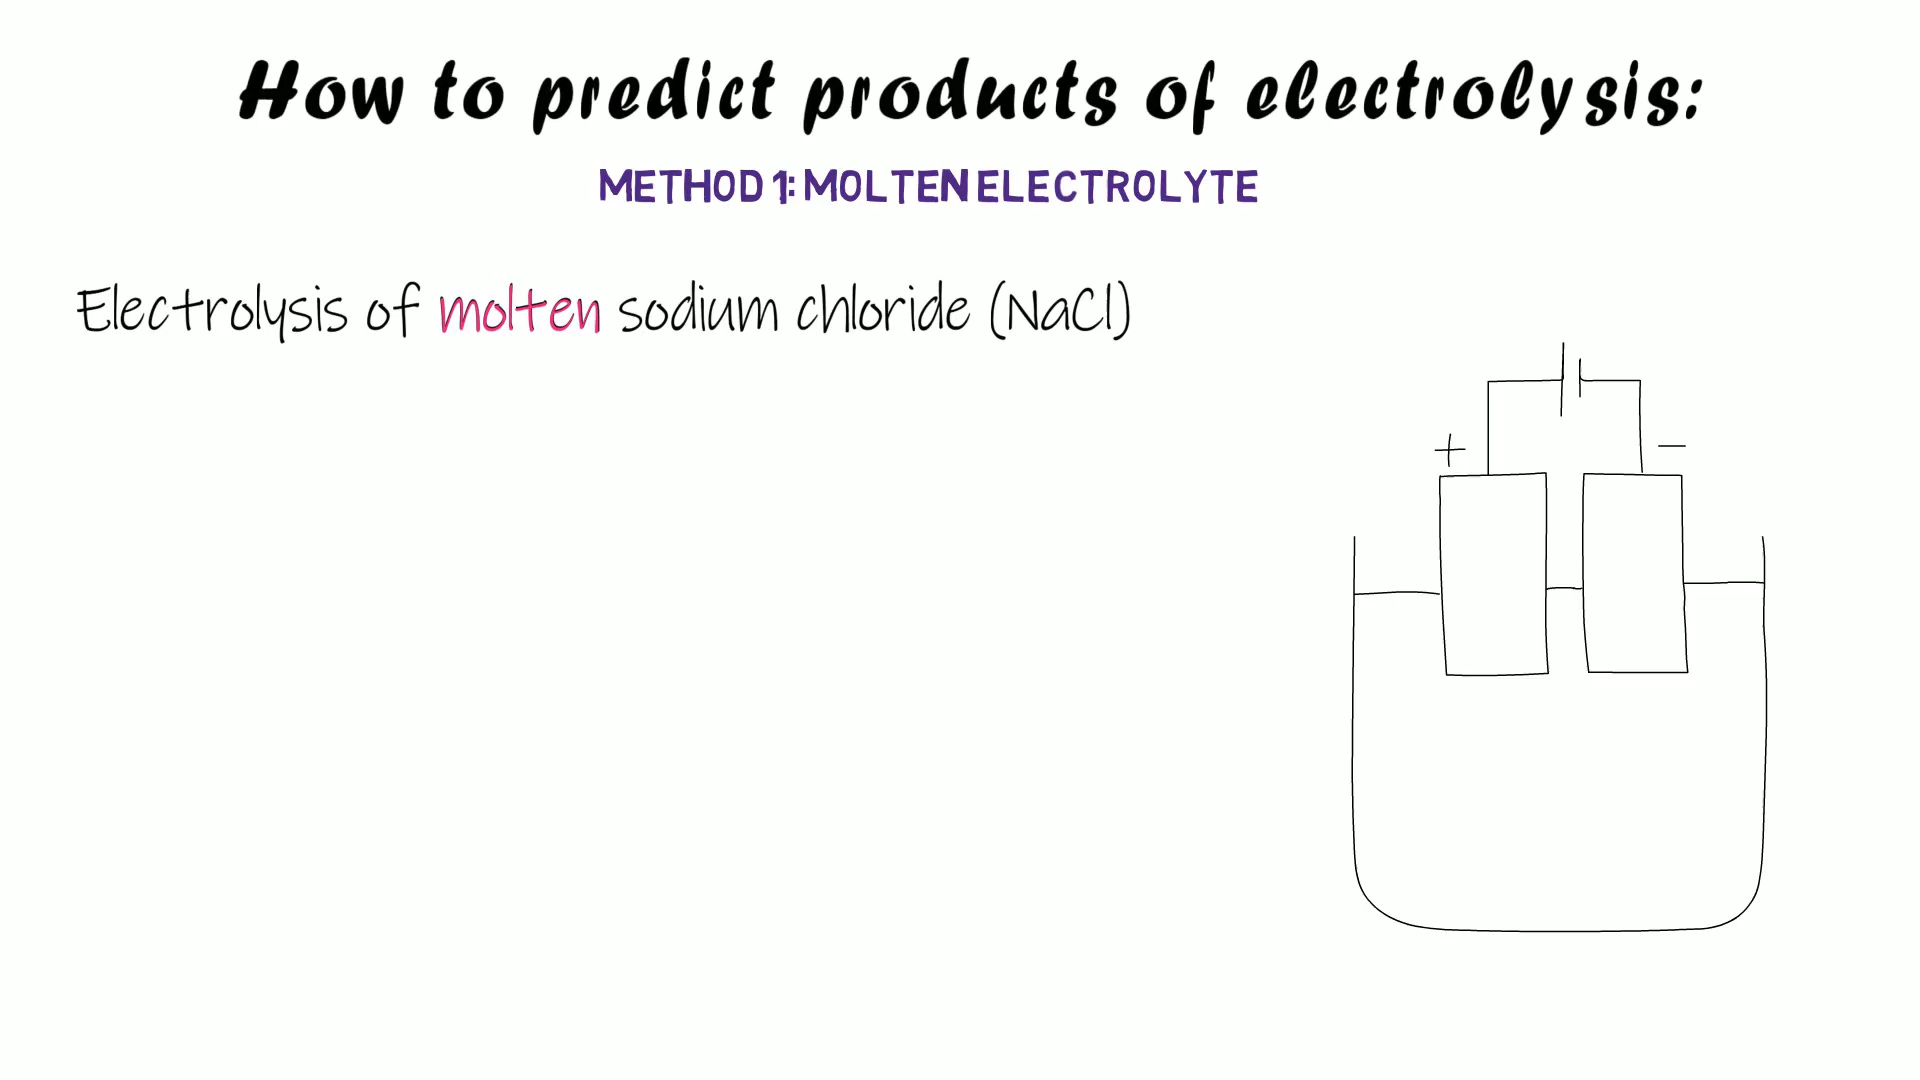 How to predict products of electrolysis:
METHOD 1: MOLTEN ELECTROLYTE
Electrolysis of molten sodium chloride (NaCl)
+ −